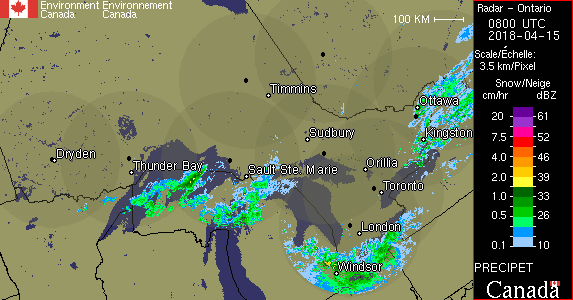 Environment Environnement
Canada Canada
100 KM
Timmins
Ottawa
Sudbury
Kingston
Dryden
Thunder Bay
Sault Ste. Marie
Orillia
Toronto
London
Windsor
Radar - Ontario
0800 UTC
2018-04-15
Scale/Échelle:
3.5 km/Pixel
Snow/Neige
cm/hr dBZ
20 61
7.5 52
4.0 46
2.0 39
1.0 33
0.5 26
0.1 10
PRECIPET
Canada